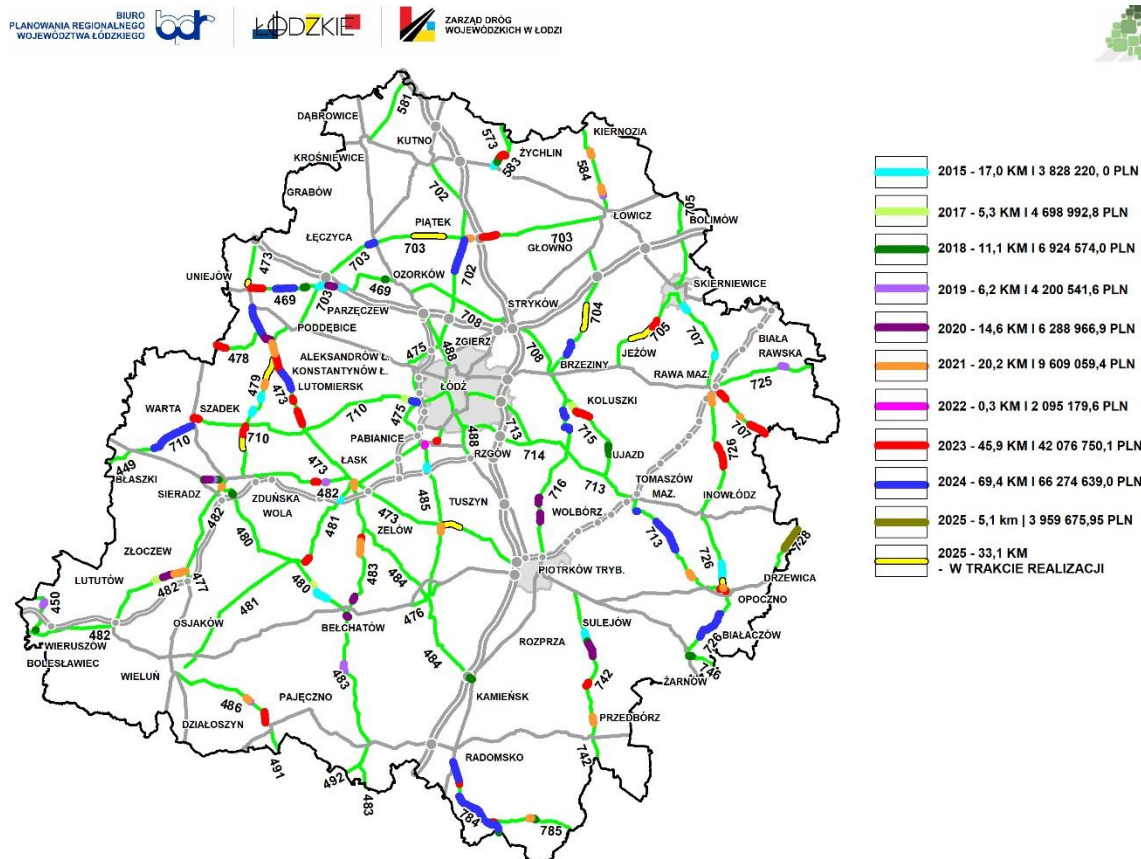 BIURO
PLANOWANIA REGIONALNEGO
WOJEWÓDZTWA ŁÓDZKIEGO
bpr
ŁÓDZKIE
ZARZĄD DRÓG
WOJEWÓDZKICH W ŁODZI
2015 - 17,0 KM I 3 828 220, 0 PLN
2017 - 5,3 KM I 4 698 992,8 PLN
2018 - 11,1 KM I 6 924 574,0 PLN
2019 - 6,2 KM I 4 200 541,6 PLN
2020 - 14,6 KM I 6 288 966,9 PLN
2021 - 20,2 KM I 9 609 059,4 PLN
2022 - 0,3 KM I 2 095 179,6 PLN
2023 - 45,9 KM I 42 076 750,1 PLN
2024 - 69,4 KM I 66 274 639,0 PLN
2025 - 5,1 km | 3 959 675,95 PLN
2025 - 33,1 KM
- W TRAKCIE REALIZACJI
DĄBROWICE
581
KUTNO
573
ŻYCHLIN
583
KIERNOZIA
584
KROŚNIEWICE
702
GRABÓW
ŁOWICZ
705
BOLIMÓW
PIĄTEK
703
703
ŁĘCZYCA
703
GŁOWNO
473
UNIEJÓW
469
703
OZORKÓW
469
702
SKIERNIEWICE
PARZĘCZEW
STRYKÓW
704
705
707
708
PODDĘBICE
475
488
ZGIERZ
708
JEŻÓW
BIAŁA
RAWSKA
478
ALEKSANDRÓW Ł.
KONSTANTYNÓW Ł.
LUTOMIERSK
BRZEZINY
RAWA MAZ.
725
479
473
ŁÓDŹ
WARTA
SZADEK
710
475
KOLUSZKI
707
710
710
PABIANICE
488
713
715
726
449
BŁASZKI
ŁASK
473
482
RZGÓW
714
UJAZD
SIERADZ
ZDUŃSKA
WOLA
485
TUSZYN
713
TOMASZÓW
MAZ.
INOWŁÓDZ
482
480
481
473
ZELÓW
716
WOLBÓRZ
713
728
ZŁOCZEW
483
484
726
DRZEWICA
LUTUTÓW
482
477
480
PIOTRKÓW TRYB.
OPOCZNO
450
481
476
482
OSJAKÓW
BEŁCHATÓW
SULEJÓW
BIAŁACZÓW
WIERUSZÓW
BOLESŁAWIEC
ROZPRZA
726
746
WIELUŃ
483
484
742
ŻARNÓW
KAMIEŃSK
486
PAJĘCZNO
PRZEDBÓRZ
DZIAŁOSZYN
742
491
492
483
RADOMSKO
784
785